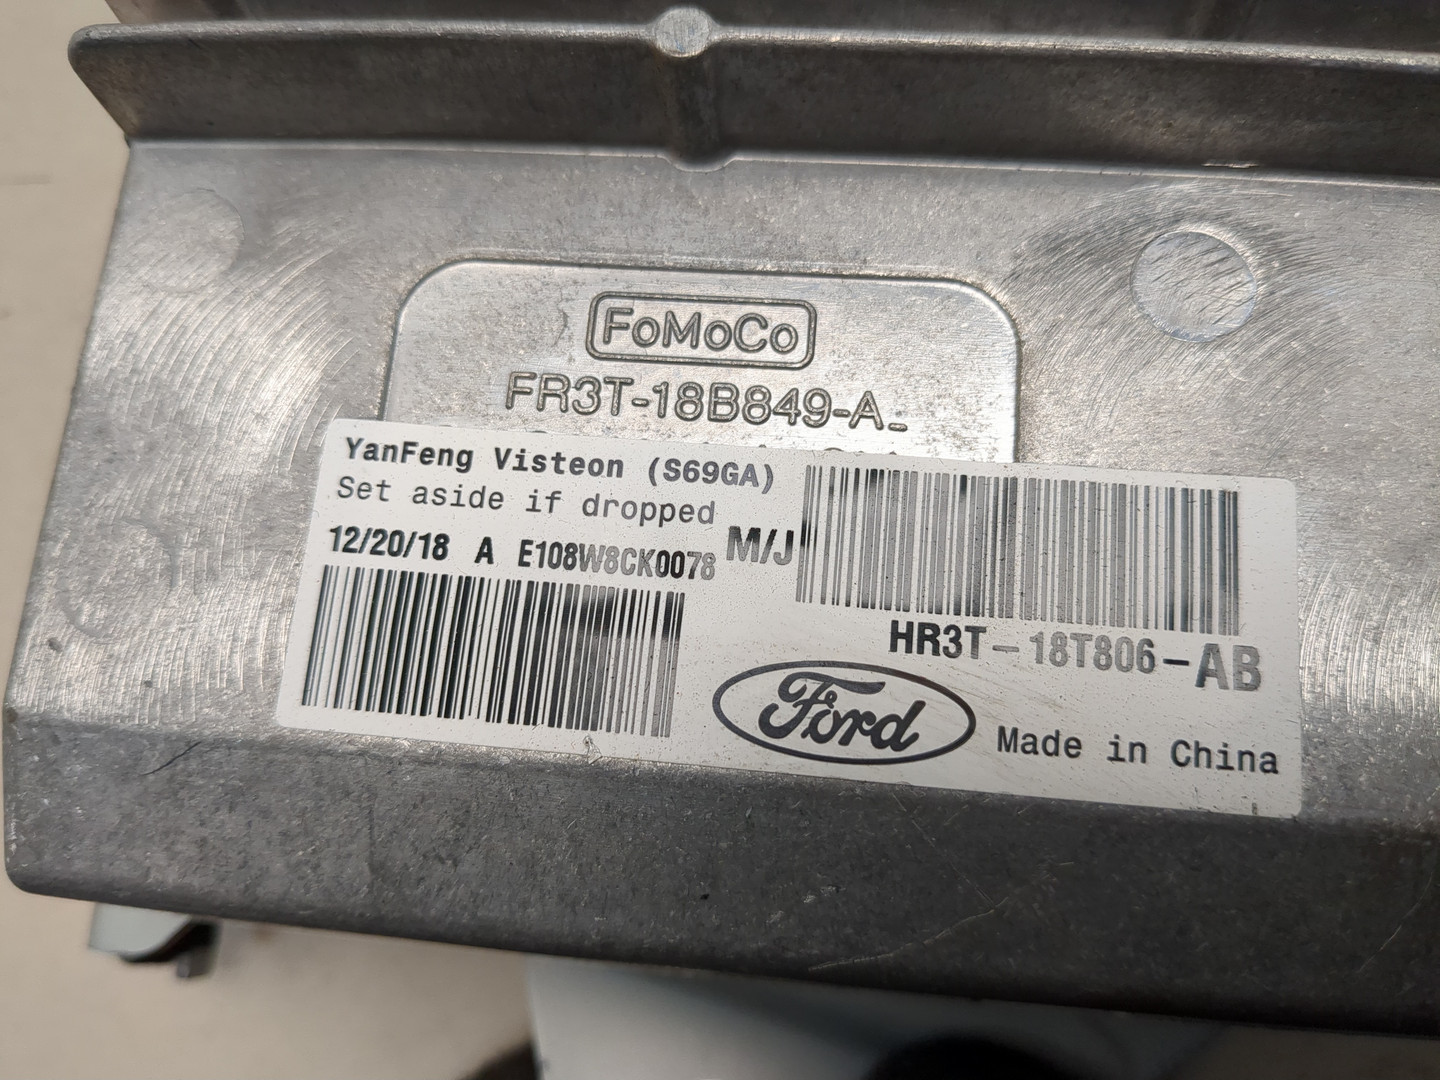 FoMoCo
FR3T-18B849-A-
YanFeng Visteon (S69GA)
Set aside if dropped
12/20/18 A E108W8CK0078 M/J
HR3T-18T806-AB
Ford
Made in China